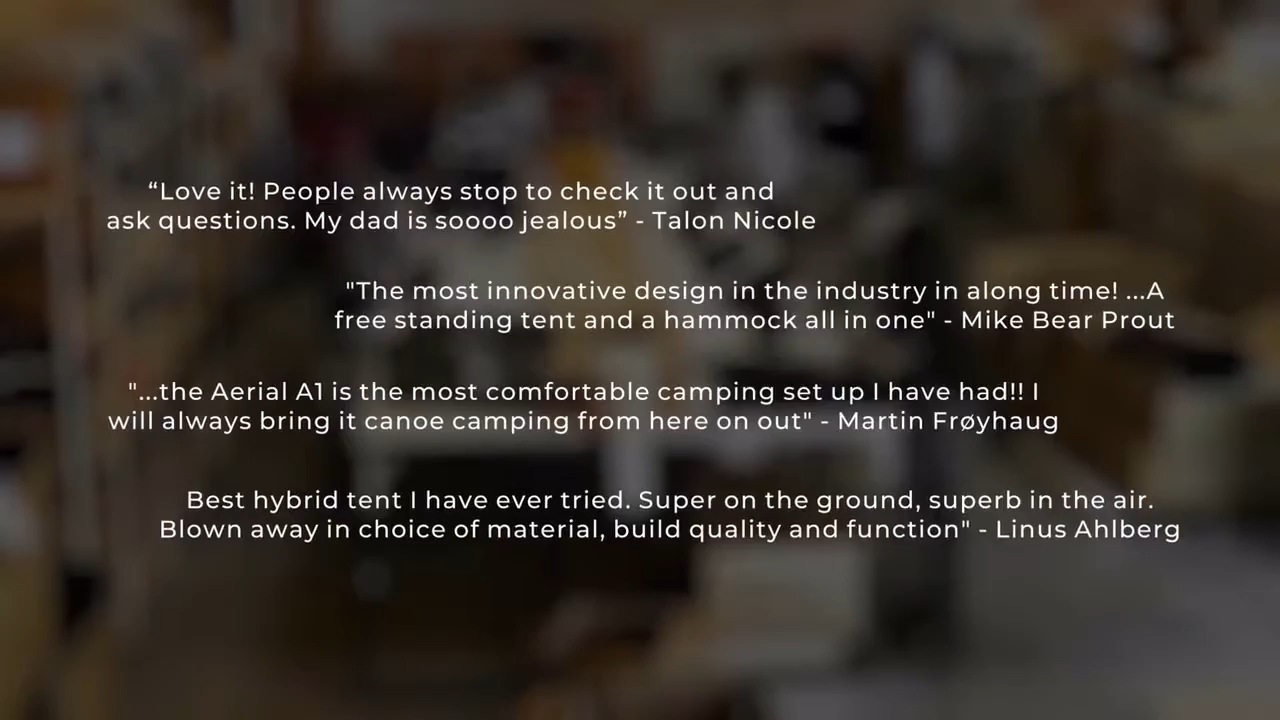 “Love it! People always stop to check it out and
ask questions. My dad is soooo jealous” - Talon Nicole
"The most innovative design in the industry in along time! ...A
free standing tent and a hammock all in one" - Mike Bear Prout
"...the Aerial A1 is the most comfortable camping set up I have had!! I
will always bring it canoe camping from here on out" - Martin Frøyhaug
Best hybrid tent I have ever tried. Super on the ground, superb in the air.
Blown away in choice of material, build quality and function" - Linus Ahlberg